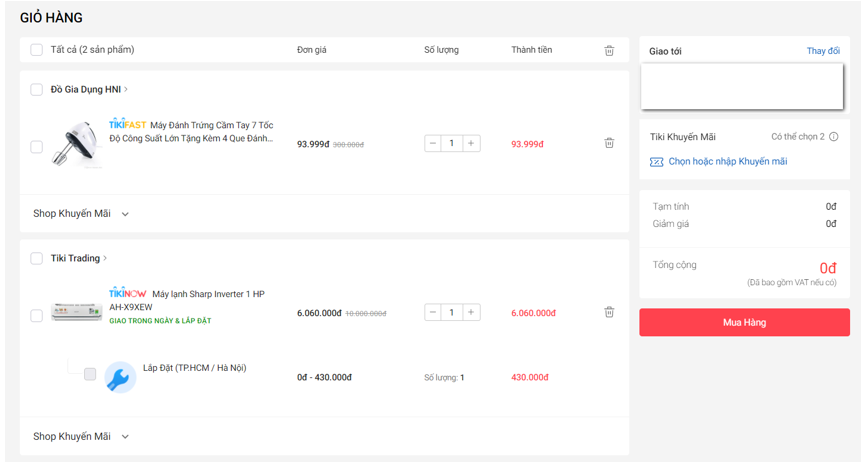 GIỎ HÀNG
Tất cả (2 sản phẩm) Đơn giá Số lượng Thành tiền
Đồ Gia Dụng HNI
TIKIFAST Máy Đánh Trứng Cầm Tay 7 Tốc
Độ Công Suất Lớn Tặng Kèm 4 Que Đánh...
93.999đ 300.000đ
1
93.999đ
Shop Khuyến Mãi
Tiki Trading
TIKINOW Máy lạnh Sharp Inverter 1 HP
AH-X9XEW
GIAO TRONG NGÀY & LẮP ĐẶT
6.060.000đ 10.000.000đ
1
6.060.000đ
Lắp Đặt (TP.HCM / Hà Nội)
0đ - 430.000đ
Số lượng: 1
430.000đ
Shop Khuyến Mãi
Giao tới Thay đổi
Tiki Khuyến Mãi Có thể chọn 2
Chọn hoặc nhập Khuyến mãi
Tạm tính 0đ
Giảm giá 0đ
Tổng cộng 0đ
(Đã bao gồm VAT nếu có)
Mua Hàng